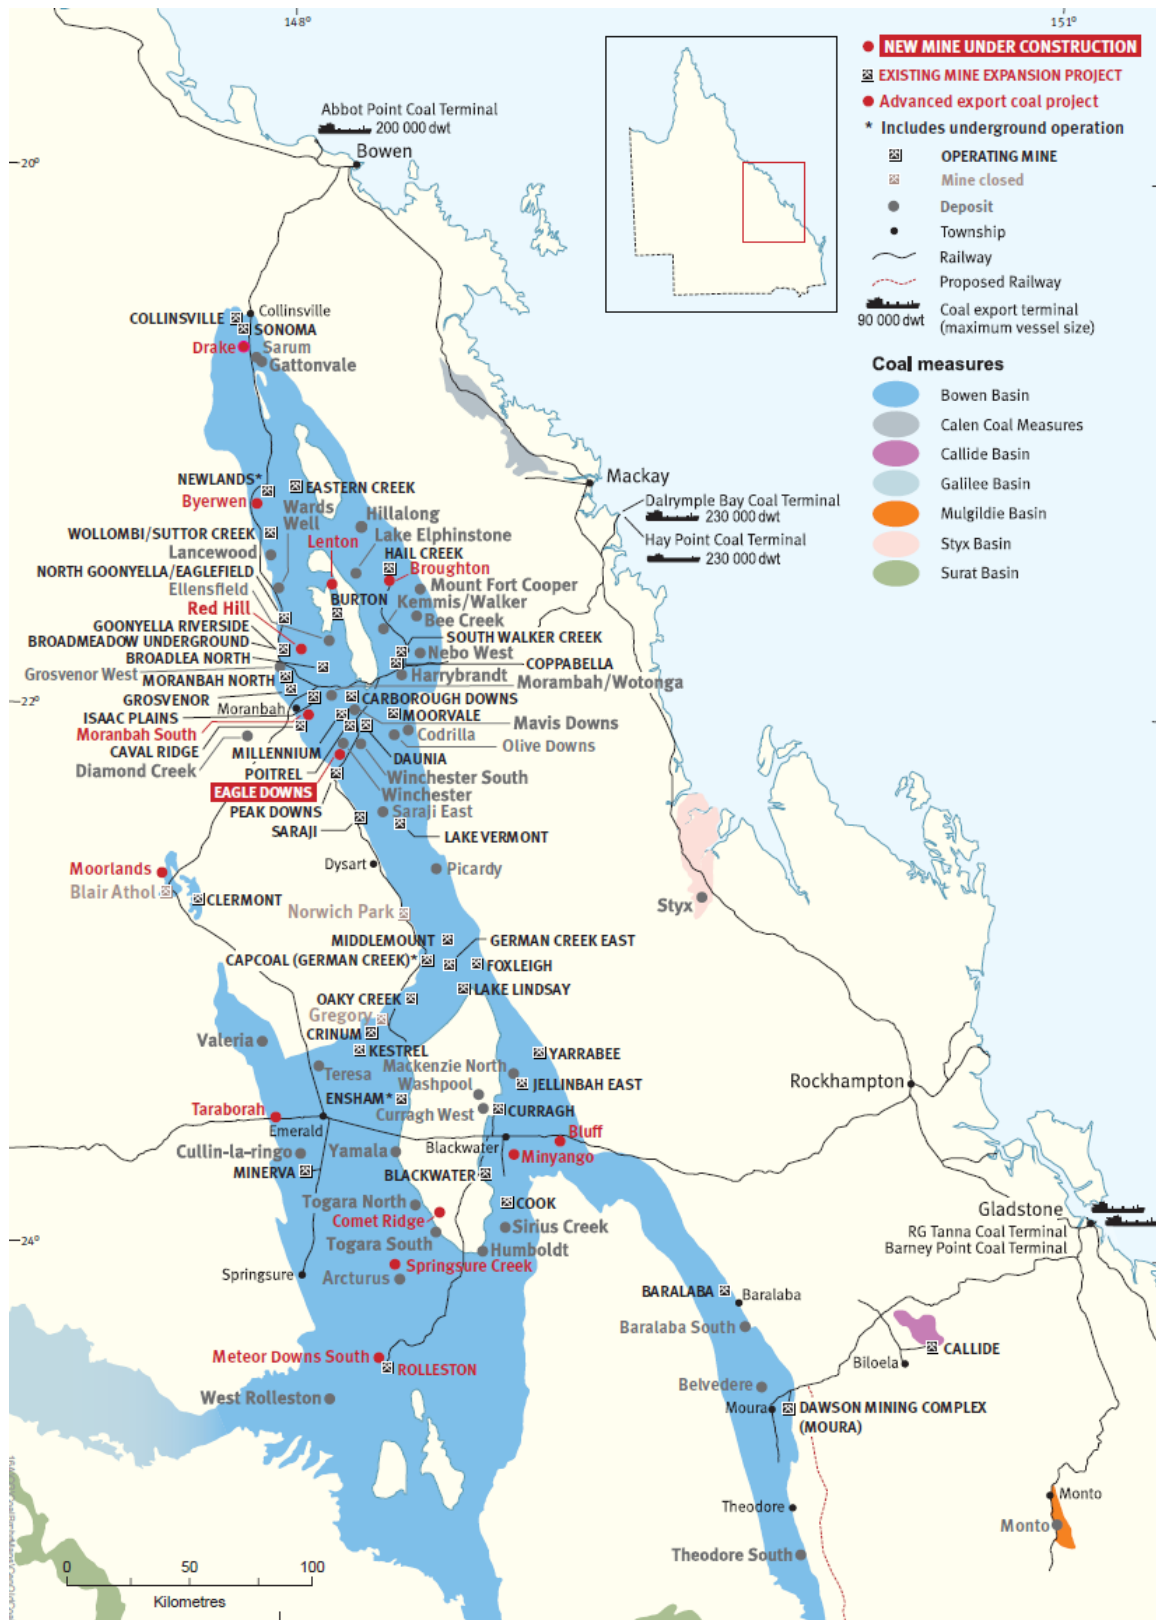 148°
151°
20°
22°
24°
Abbot Point Coal Terminal
200 000 dwt
Bowen
NEW MINE UNDER CONSTRUCTION
EXISTING MINE EXPANSION PROJECT
Advanced export coal project
* Includes underground operation
OPERATING MINE
Mine closed
Deposit
Township
Railway
Proposed Railway
90 000 dwt
Coal export terminal
(maximum vessel size)
Coal measures
Bowen Basin
Calen Coal Measures
Callide Basin
Galilee Basin
Mulgildie Basin
Styx Basin
Surat Basin
Collinsville
COLLINSVILLE
SONOMA
Drake
Sarum
Gattonvale
Mackay
Dalrymple Bay Coal Terminal
230 000 dwt
Hay Point Coal Terminal
230 000 dwt
NEWLANDS*
EASTERN CREEK
Byerwen
Wards
Well
Hillalong
WOLLOMBI/SUTTOR CREEK
Lake Elphinstone
Lenton
Lancewood
HAIL CREEK
Broughton
NORTH GOONYELLA/EAGLEFIELD
Ellensfield
Mount Fort Cooper
BURTON
Kemmis/Walker
Red Hill
Bee Creek
GOONYELLA RIVERSIDE
BROADMEADOW UNDERGROUND
SOUTH WALKER CREEK
BROADLEA NORTH
Nebo West
COPPABELLA
Grosvenor West
MORANBAH NORTH
Harrybrandt
Morambah/Wotonga
GROSVENOR
CARBOROUGH DOWNS
Moranbah
ISAAC PLAINS
MOORVALE
Mavis Downs
Moranbah South
Codrilla
Olive Downs
CAVAL RIDGE
MILLENNIUM
DAUNIA
Diamond Creek
POITREL
Winchester South
EAGLE DOWNS
Winchester
PEAK DOWNS
Saraji East
SARAJI
LAKE VERMONT
Dysart
Picardy
Moorlands
Blair Athol
CLERMONT
Norwich Park
Styx
MIDDLEMOUNT
GERMAN CREEK EAST
CAPCOAL (GERMAN CREEK)*
FOXLEIGH
LAKE LINDSAY
OAKY CREEK
Gregory
CRINUM
Valeria
KESTREL
YARRABEE
Teresa
Mackenzie North
Washpool
JELLINBAH EAST
ENSHAM*
Curragh West
CURRAGH
Rockhampton
Taraborah
Emerald
Bluff
Blackwater
Cullin-la-ringo
Yamala
Minyango
MINERVA
BLACKWATER
Togara North
COOK
Comet Ridge
Sirius Creek
Togara South
Humboldt
Gladstone
RG Tanna Coal Terminal
Barney Point Coal Terminal
Springsure
Springsure Creek
Arcturus
BARALABA
Baralaba
Baralaba South
CALLIDE
Biloela
Meteor Downs South
ROLLESTON
Belvedere
West Rolleston
Moura
DAWSON MINING COMPLEX
(MOURA)
Theodore
Monto
Monto
Theodore South
0
50
100
Kilometres